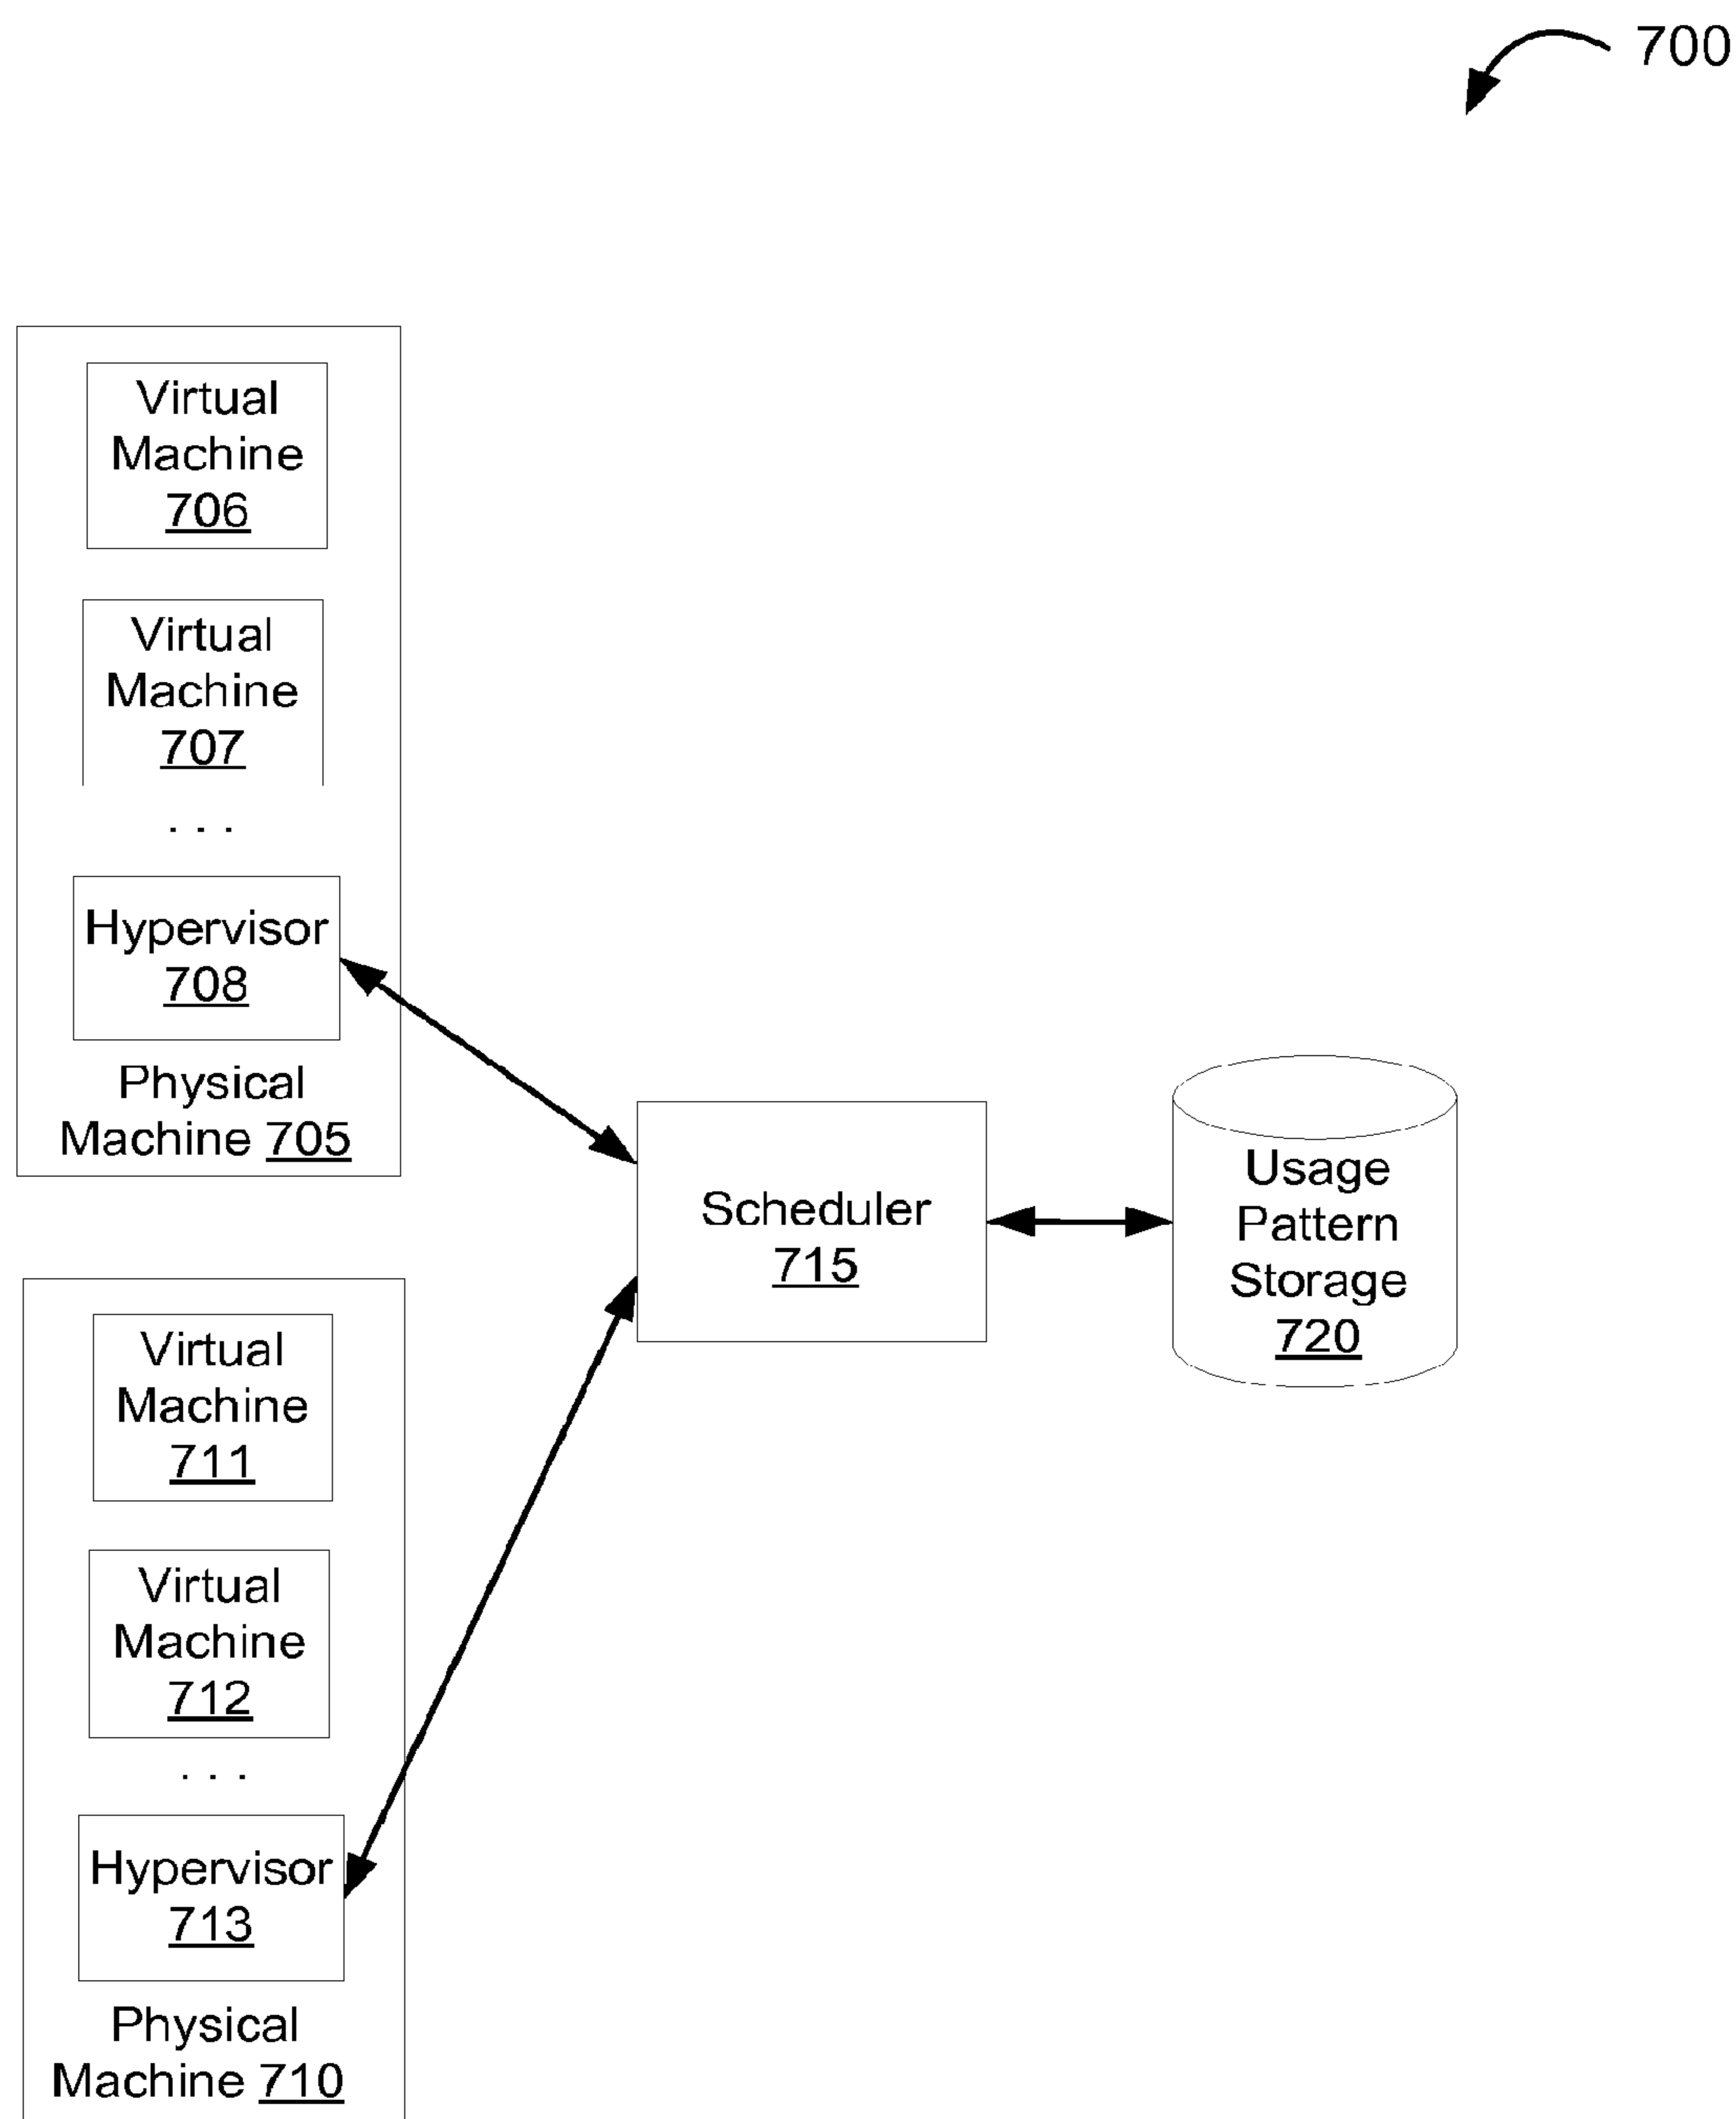 700
Virtual
Machine
706
Virtual
Machine
707
. . .
Hypervisor
708
Physical
Machine 705
Scheduler
715
Usage
Pattern
Storage
720
Virtual
Machine
711
Virtual
Machine
712
. . .
Hypervisor
713
Physical
Machine 710